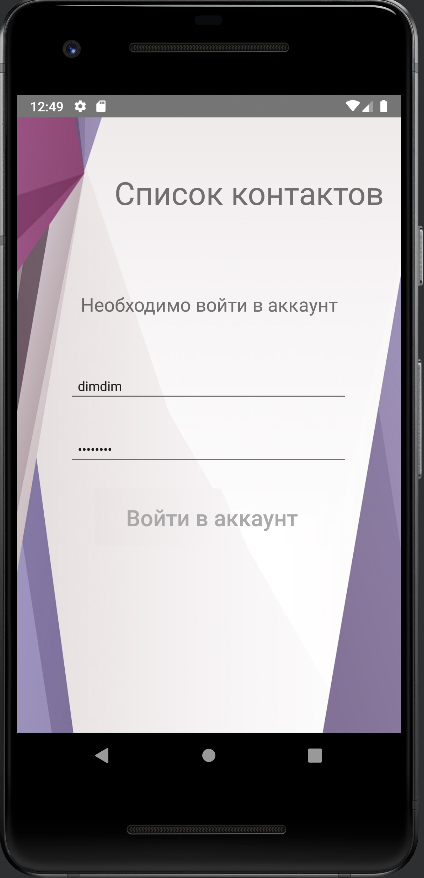 12:49
Список контактов
Необходимо войти в аккаунт
dimdim
••••••••
Войти в аккаунт